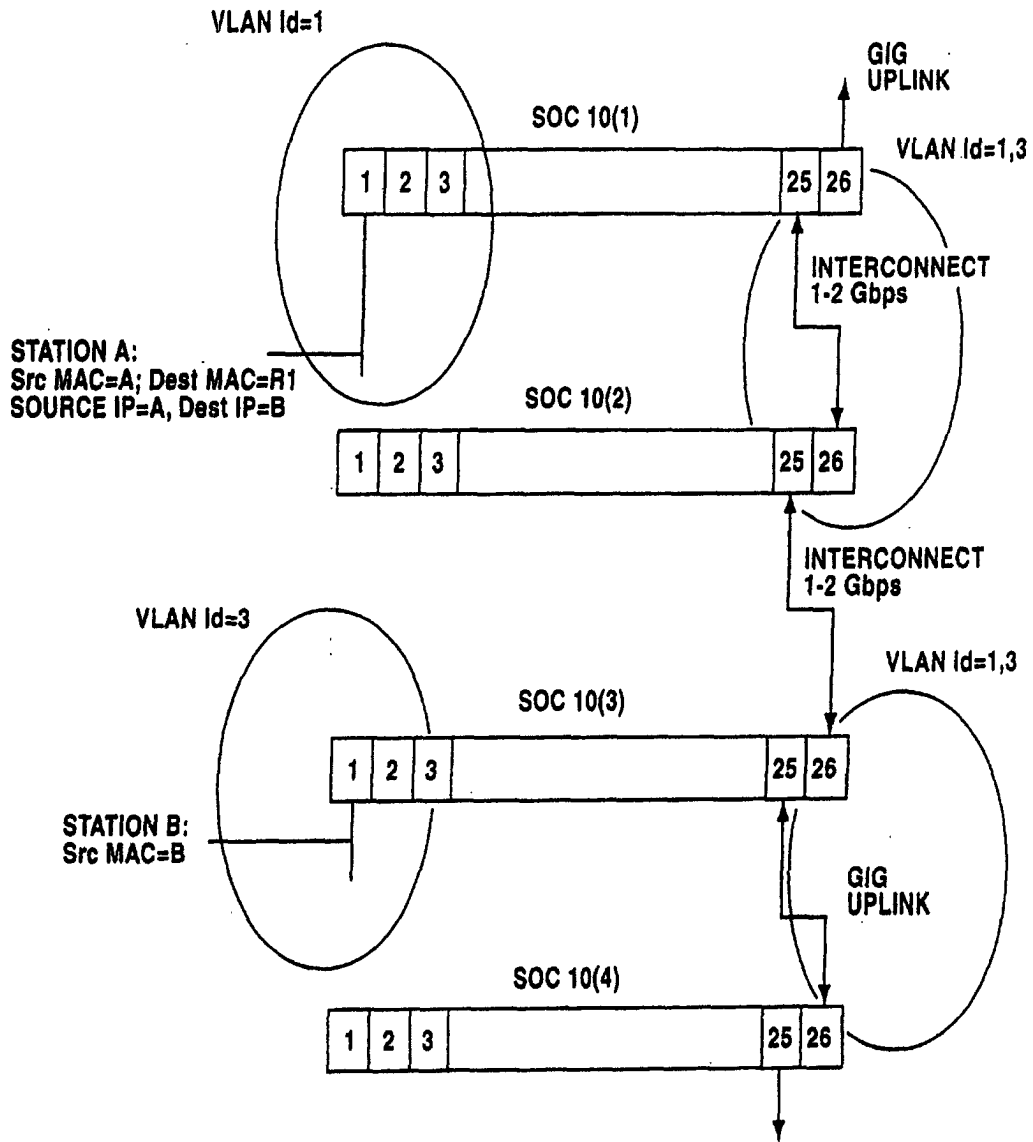 VLAN Id=1
GIG
UPLINK
SOC 10(1)
VLAN Id=1,3
1 2 3 25 26
INTERCONNECT
1-2 Gbps
STATION A:
Src MAC=A; Dest MAC=R1
SOURCE IP=A, Dest IP=B
SOC 10(2)
1 2 3 25 26
INTERCONNECT
1-2 Gbps
VLAN Id=3
VLAN Id=1,3
SOC 10(3)
1 2 3 25 26
STATION B:
Src MAC=B
GIG
UPLINK
SOC 10(4)
1 2 3 25 26